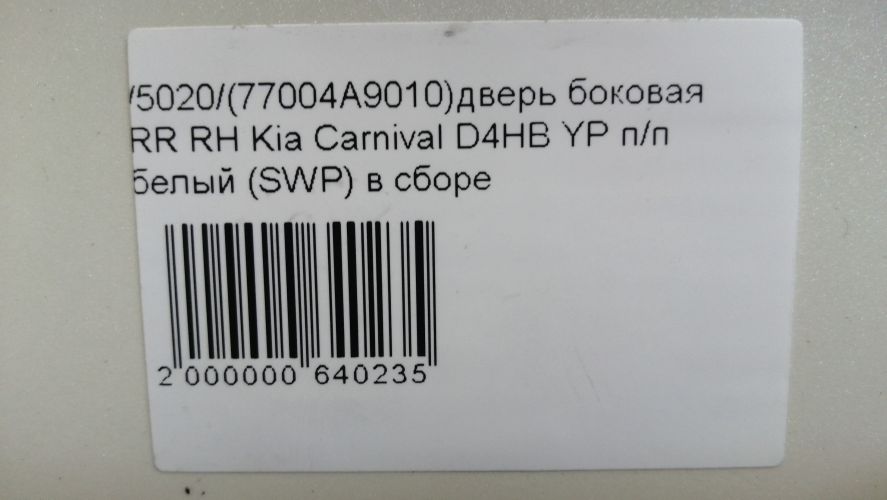 /5020/(77004A9010)дверь боковая
RR RH Kia Carnival D4HB YP п/п
белый (SWP) в сборе
2 000000 640235